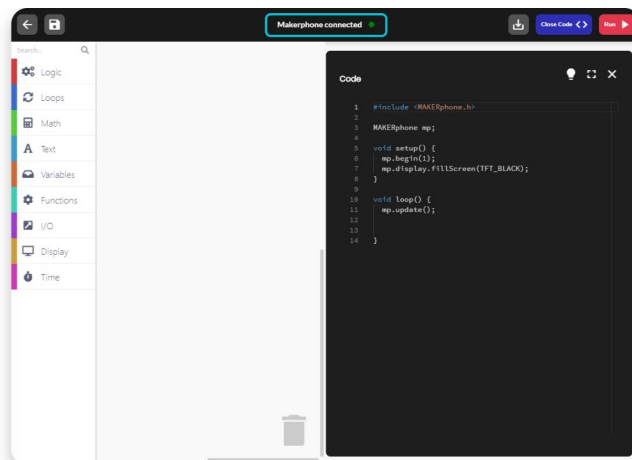 Makerphone connected
Close Code
Run
Search...
Logic
Loops
Math
Text
Variables
Functions
I/O
Display
Time
Code
1 #include <MAKERphone.h>
2
3 MAKERphone mp;
4
5 void setup() {
6 mp.begin(1);
7 mp.display.fillScreen(TFT_BLACK);
8 }
9
10 void loop() {
11 mp.update();
12
13
14 }